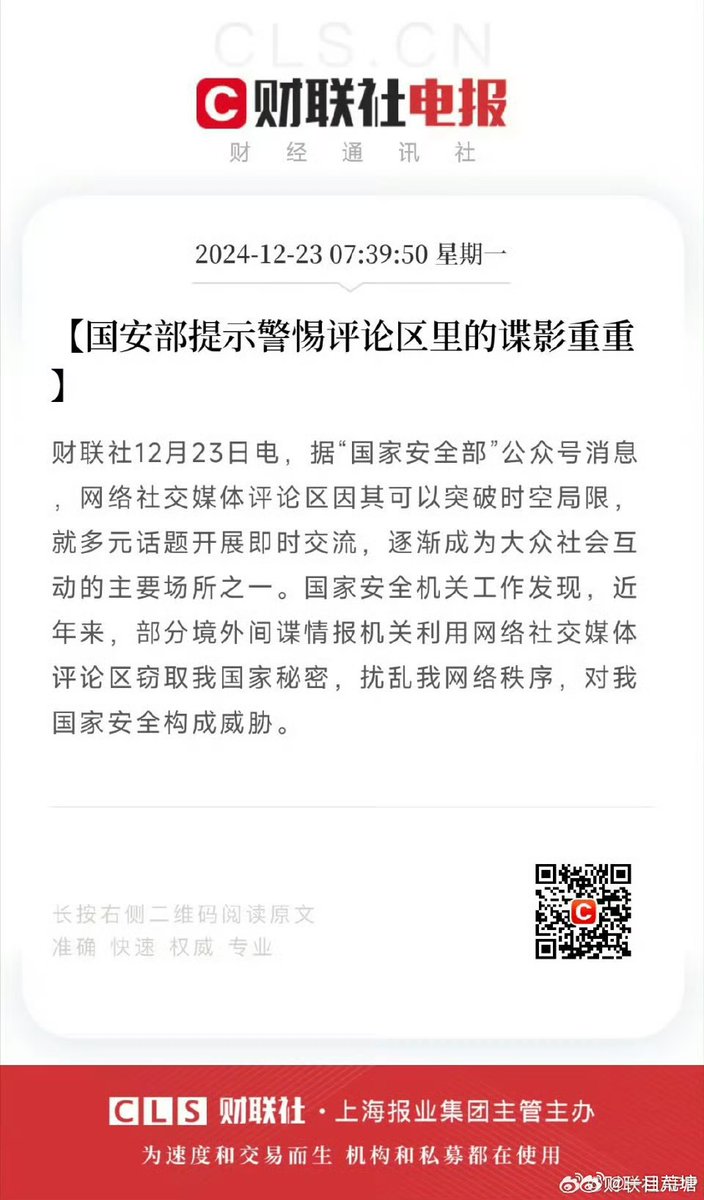 CLS.CN
财联社电报
财经通讯社
2024-12-23 07:39:50 星期一
【国安部提示警惕评论区里的谍影重重
】
财联社12月23日电，据“国家安全部”公众号消息
，网络社交媒体评论区因其可以突破时空局限，
就多元话题开展即时交流，逐渐成为大众社会互
动的主要场所之一。国家安全机关工作发现，近
年来，部分境外间谍情报机关利用网络社交媒体
评论区窃取我国家秘密，扰乱我网络秩序，对我
国家安全构成威胁。
长按右侧二维码阅读原文
准确 快速 权威 专业
CLS 财联社·上海报业集团主管主办
为速度和交易而生 机构和私募都在使用